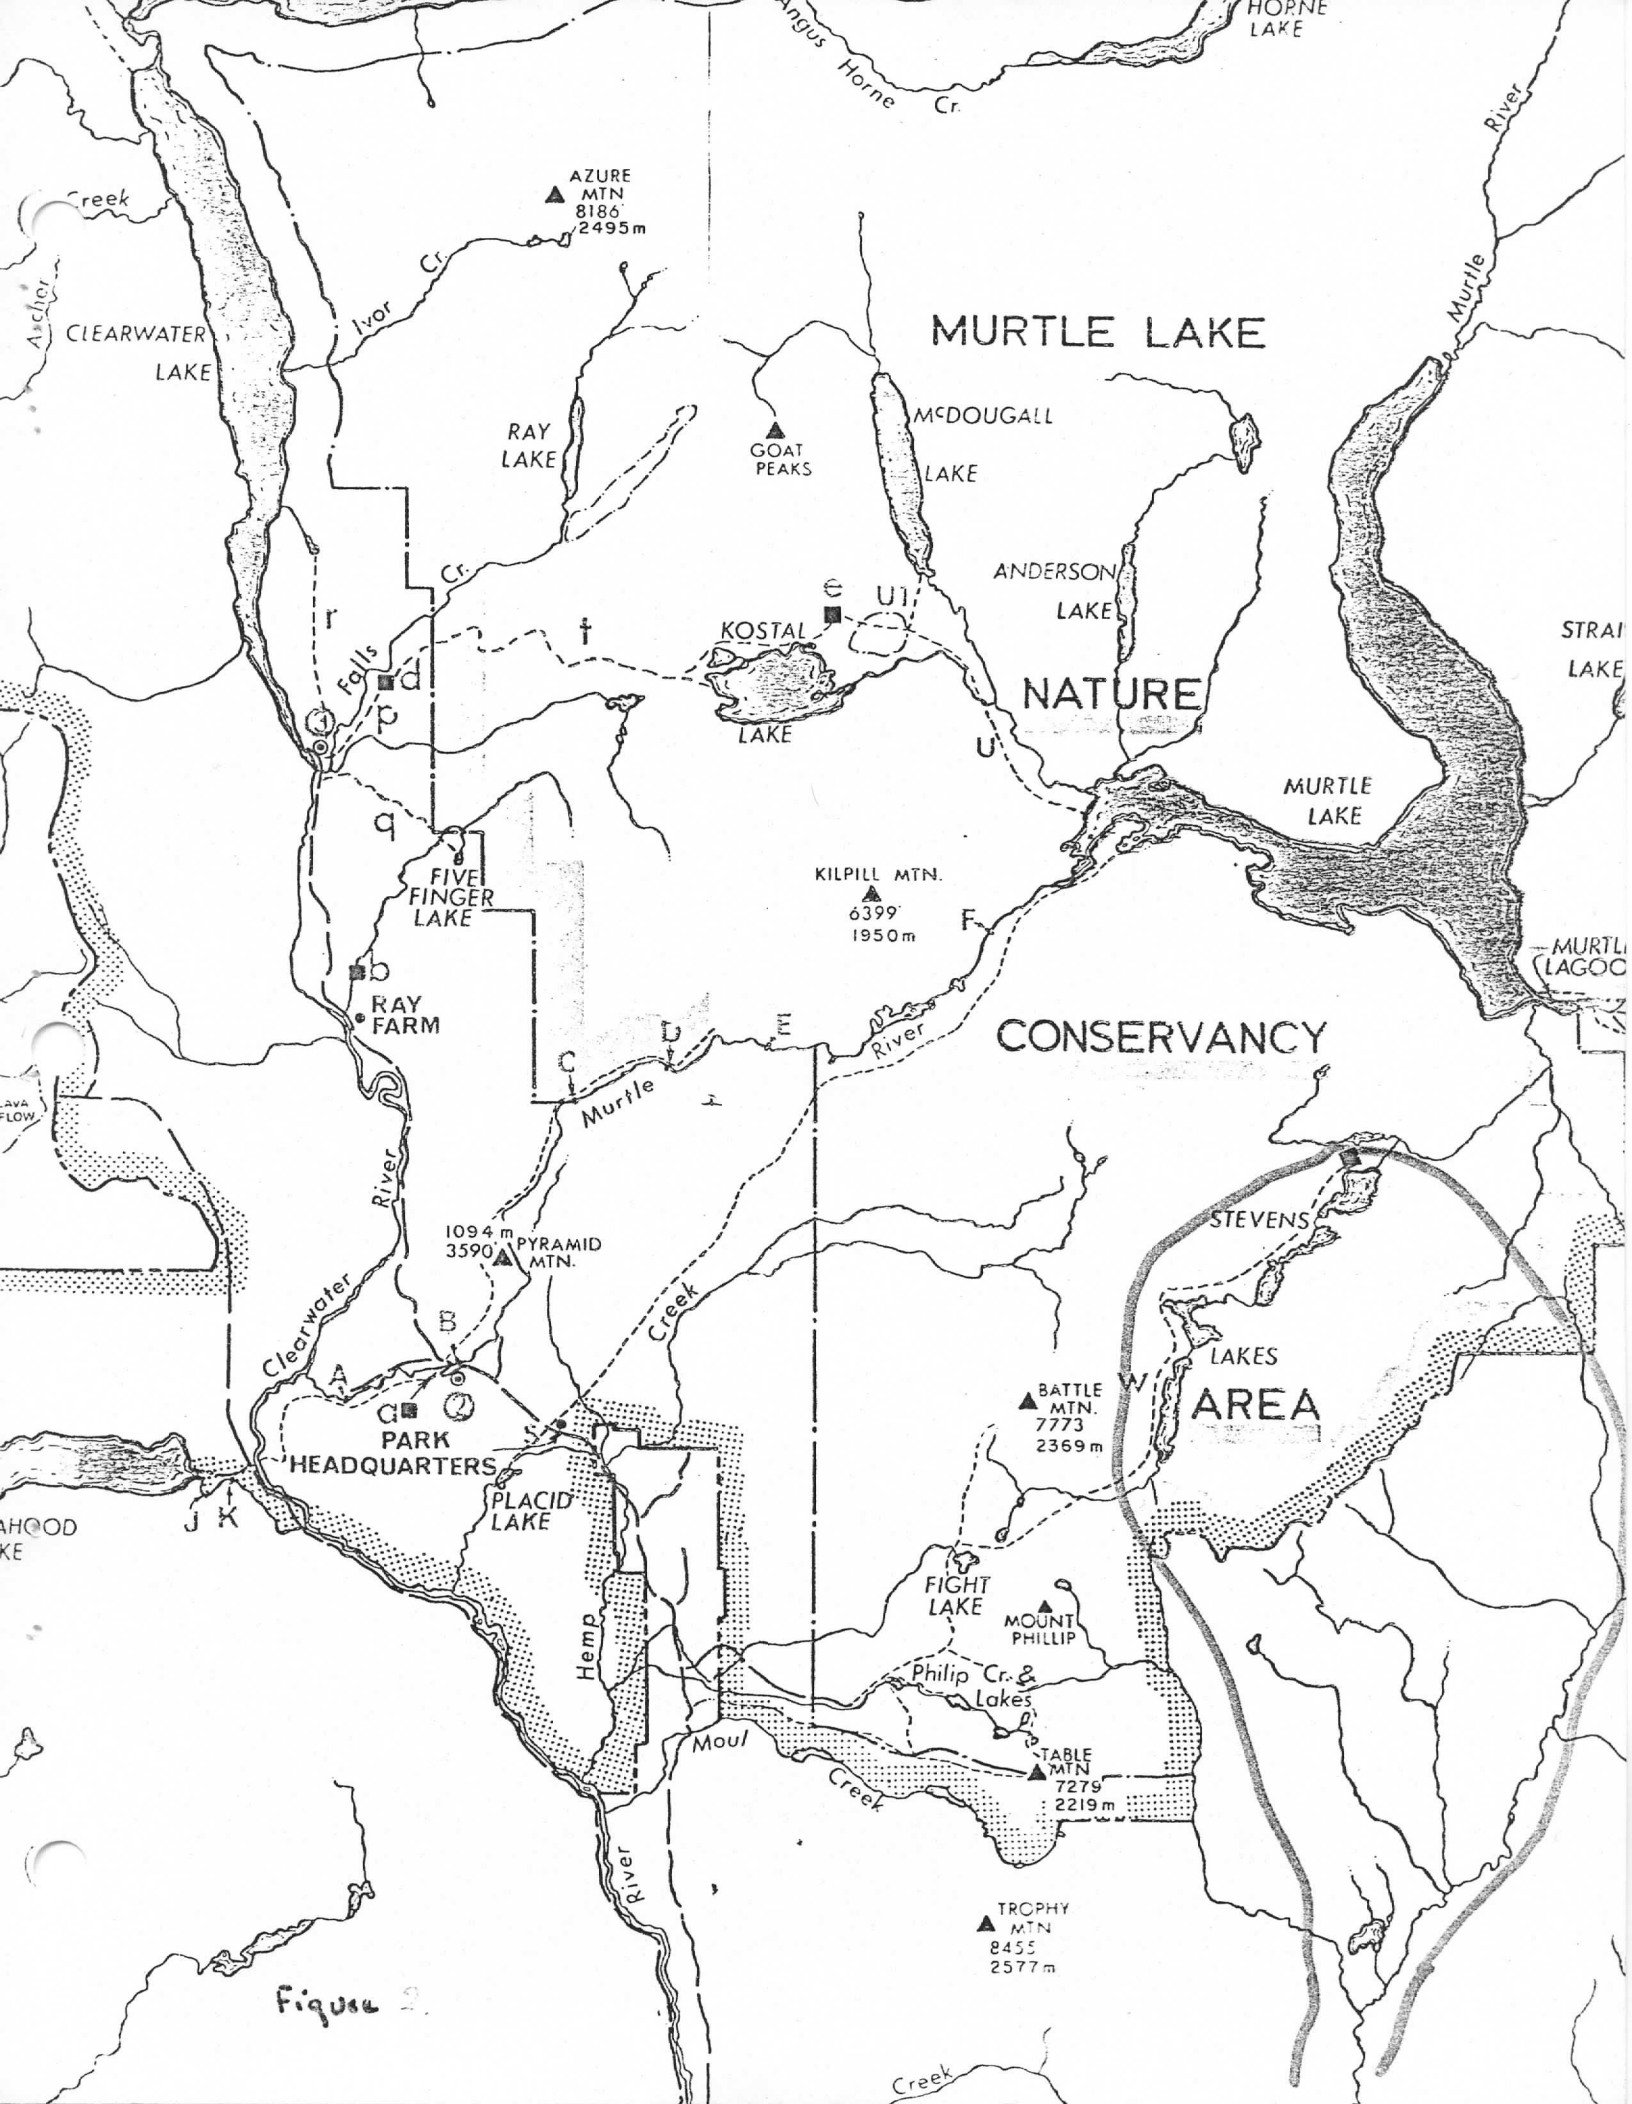 HORNE
LAKE
Angus Horne Cr.
River
AZURE
MTN
8186'
2495m
Creek
Cr.
Ivor
Murtle
CLEARWATER
LAKE
MURTLE LAKE
McDOUGALL
LAKE
RAY
LAKE
GOAT
PEAKS
Cr.
ANDERSON
LAKE
e
U1
r
t
KOSTAL
LAKE
STRAI
LAKE
Falls
d
p
NATURE
1
U
MURTLE
LAKE
q
FIVE
FINGER
LAKE
KILPILL MTN.
6399'
1950m
F
MURTL
LAGOO
b
RAY
FARM
D
E
River
CONSERVANCY
C
Murtle
LAVA
FLOW
River
1094 m
3590'
PYRAMID
MTN.
STEVENS
LAKES
Creek
Clearwater
B
A
a
2
PARK
HEADQUARTERS
S
W
BATTLE
MTN.
7773
2369m
AREA
PLACID
LAKE
J K
AHOOD
KE
FIGHT
LAKE
MOUNT
PHILLIP
Hemp
Philip Cr. &
Lakes
Moul
Creek
TABLE
MTN
7279
2219m
River
TROPHY
MTN
8455
2577m
Figure 2.
Creek